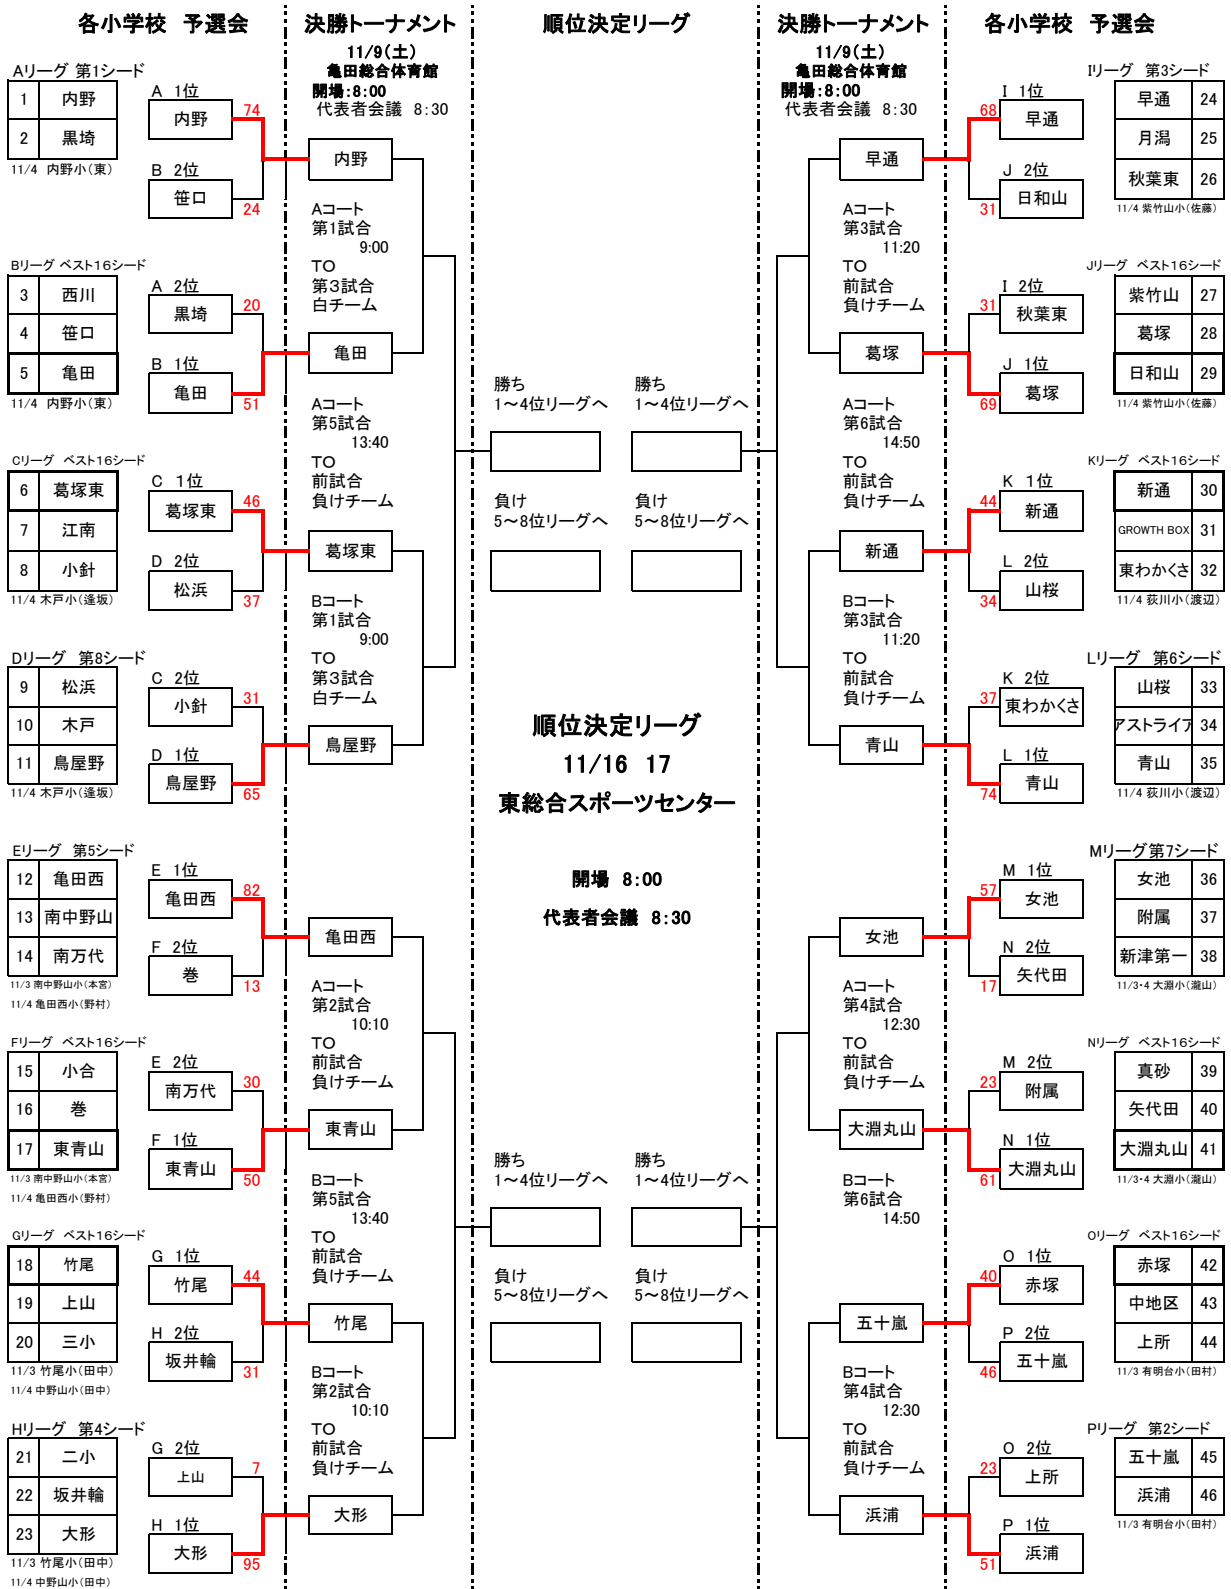 各小学校　予選会
決勝トーナメント
順位決定リーグ
決勝トーナメント
各小学校　予選会
11/9(土)
亀田総合体育館
開場:8:00
代表者会議　8:30
11/9(土)
亀田総合体育館
開場:8:00
代表者会議　8:30
Aリーグ 第1シード
1 内野
2 黒埼
11/4 内野小(東)
A 1位
内野
74
B 2位
笹口
24
Bリーグ ベスト16シード
3 西川
4 笹口
5 亀田
11/4 内野小(東)
A 2位
黒埼
20
B 1位
亀田
51
Cリーグ ベスト16シード
6 葛塚東
7 江南
8 小針
11/4 木戸小(逢坂)
C 1位
葛塚東
46
D 2位
松浜
37
Dリーグ 第8シード
9 松浜
10 木戸
11 鳥屋野
11/4 木戸小(逢坂)
C 2位
小針
31
D 1位
鳥屋野
65
Eリーグ 第5シード
12 亀田西
13 南中野山
14 南万代
11/3 南中野山小(本宮)
11/4 亀田西小(野村)
E 1位
亀田西
82
F 2位
巻
13
Fリーグ ベスト16シード
15 小合
16 巻
17 東青山
11/3 南中野山小(本宮)
11/4 亀田西小(野村)
E 2位
南万代
30
F 1位
東青山
50
Gリーグ ベスト16シード
18 竹尾
19 上山
20 三小
11/3 竹尾小(田中)
11/4 中野山小(田中)
G 1位
竹尾
44
H 2位
坂井輪
31
Hリーグ 第4シード
21 二小
22 坂井輪
23 大形
11/3 竹尾小(田中)
11/4 中野山小(田中)
G 2位
上山
7
H 1位
大形
95
内野
Aコート
第1試合
9:00
TO
第3試合
白チーム
亀田
Aコート
第5試合
13:40
TO
前試合
負けチーム
葛塚東
Bコート
第1試合
9:00
TO
第3試合
白チーム
鳥屋野
亀田西
Aコート
第2試合
10:10
TO
前試合
負けチーム
東青山
Bコート
第5試合
13:40
TO
前試合
負けチーム
竹尾
Bコート
第2試合
10:10
TO
前試合
負けチーム
大形
勝ち
1～4位リーグへ
勝ち
1～4位リーグへ
負け
5～8位リーグへ
負け
5～8位リーグへ
順位決定リーグ
11/16　17
東総合スポーツセンター
開場　8:00
代表者会議　8:30
勝ち
1～4位リーグへ
勝ち
1～4位リーグへ
負け
5～8位リーグへ
負け
5～8位リーグへ
早通
Aコート
第3試合
11:20
TO
前試合
負けチーム
葛塚
Aコート
第6試合
14:50
TO
前試合
負けチーム
新通
Bコート
第3試合
11:20
TO
前試合
負けチーム
青山
女池
Aコート
第4試合
12:30
TO
前試合
負けチーム
大淵丸山
Bコート
第6試合
14:50
五十嵐
Bコート
第4試合
12:30
TO
前試合
負けチーム
浜浦
Iリーグ 第3シード
早通 24
月潟 25
秋葉東 26
11/4 紫竹山小(佐藤)
I 1位
68
早通
J 2位
31
日和山
Jリーグ ベスト16シード
紫竹山 27
葛塚 28
日和山 29
11/4 紫竹山小(佐藤)
I 2位
31
秋葉東
J 1位
69
葛塚
Kリーグ ベスト16シード
新通 30
GROWTH BOX 31
東わかくさ 32
11/4 荻川小(渡辺)
K 1位
44
新通
L 2位
34
山桜
Lリーグ 第6シード
山桜 33
アストライア 34
青山 35
11/4 荻川小(渡辺)
K 2位
37
東わかくさ
L 1位
74
青山
Mリーグ第7シード
女池 36
附属 37
新津第一 38
11/3・4 大淵小(瀧山)
M 1位
57
女池
N 2位
17
矢代田
Nリーグ ベスト16シード
真砂 39
矢代田 40
大淵丸山 41
11/3・4 大淵小(瀧山)
M 2位
23
附属
N 1位
61
大淵丸山
Oリーグ ベスト16シード
赤塚 42
中地区 43
上所 44
11/3 有明台小(田村)
O 1位
40
赤塚
P 2位
46
五十嵐
Pリーグ 第2シード
五十嵐 45
浜浦 46
11/3 有明台小(田村)
O 2位
23
上所
P 1位
51
浜浦